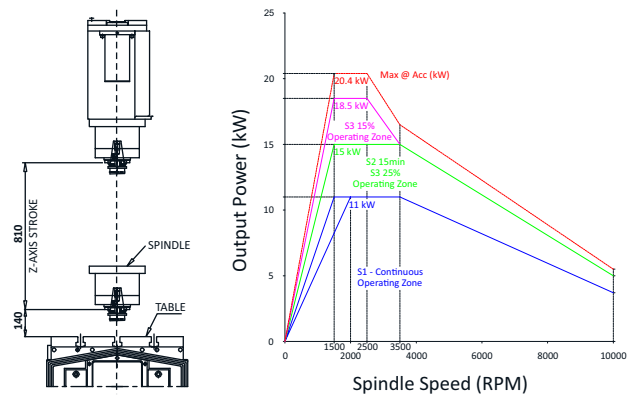 Z-AXIS STROKE
810
140
SPINDLE
TABLE
Output Power (kW)
25
20
15
10
5
0
20.4 kW
Max @ Acc (kW)
18.5 kW
S3 15%
Operating Zone
15 kW
S2 15min
S3 25%
Operating Zone
11 kW
S1 - Continuous
Operating Zone
0
1500
2000
2500
3500
4000
6000
8000
10000
Spindle Speed (RPM)